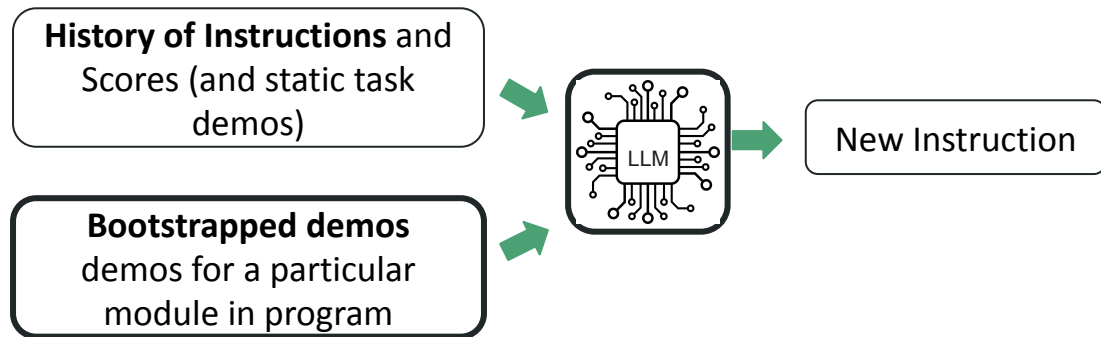 History of Instructions and
Scores (and static task
demos)
Bootstrapped demos
demos for a particular
module in program
LLM
New Instruction